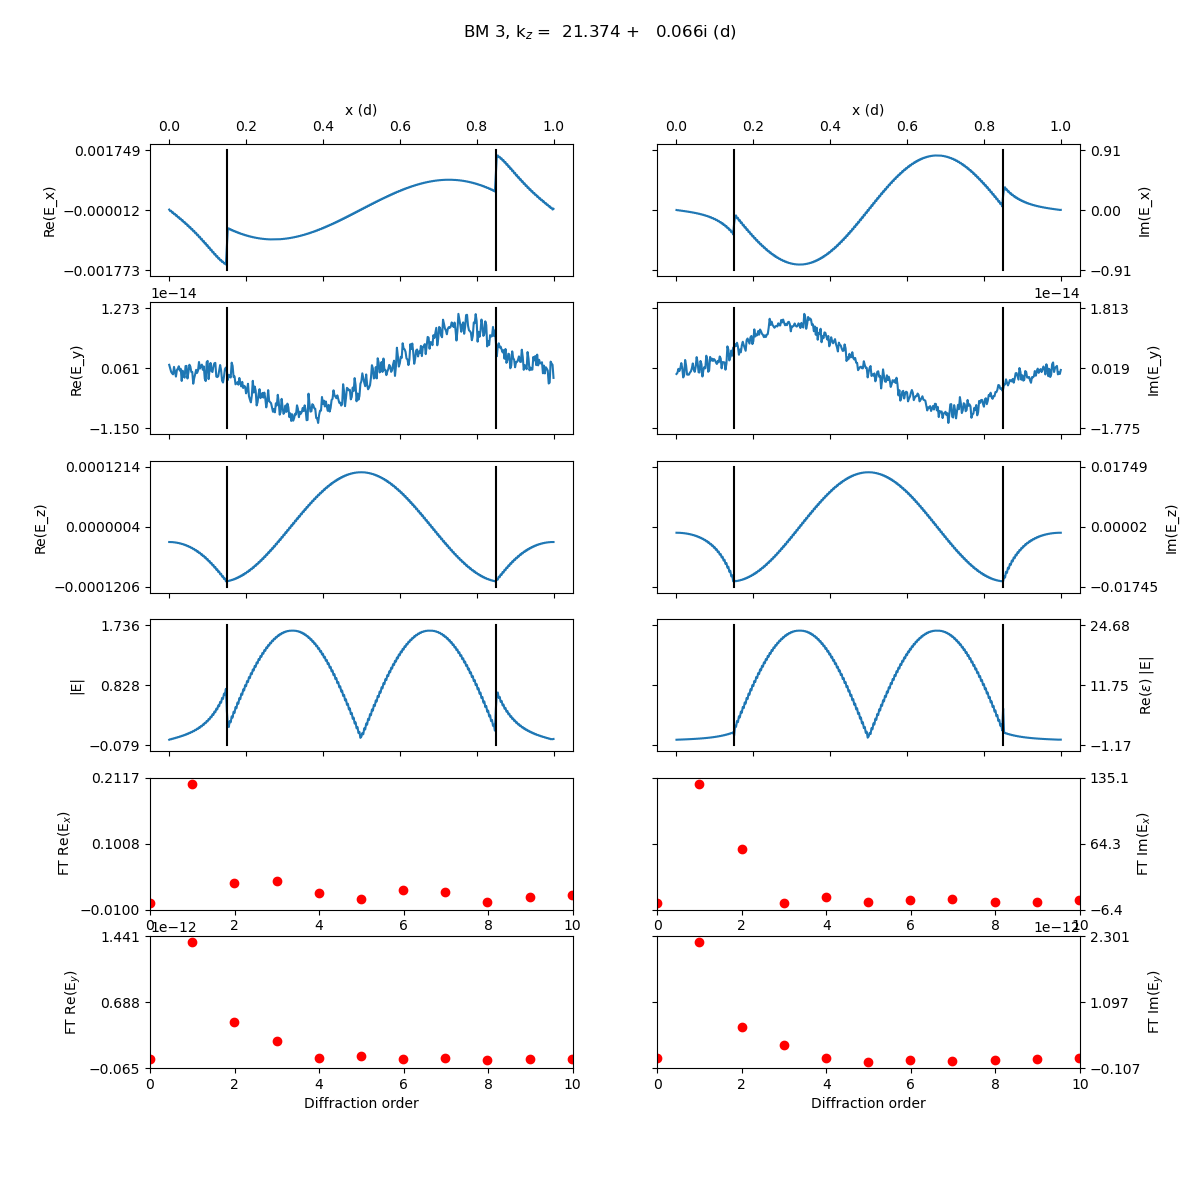 BM 3, k_z = 21.374 + 0.066i (d)
x (d)
x (d)
0.0 0.2 0.4 0.6 0.8 1.0
0.0 0.2 0.4 0.6 0.8 1.0
Re(E_x)
0.001749
−0.000012
−0.001773
0.91
0.00
−0.91
Im(E_x)
1e−14
Re(E_y)
1.273
0.061
−1.150
1e−14
1.813
0.019
−1.775
Im(E_y)
Re(E_z)
0.0001214
0.0000004
−0.0001206
0.01749
0.00002
−0.01745
Im(E_z)
|E|
1.736
0.828
−0.079
24.68
11.75
−1.17
Re(ε) |E|
FT Re(E_x)
0.2117
0.1008
−0.0100
0 2 4 6 8 10
135.1
64.3
−6.4
FT Im(E_x)
0 2 4 6 8 10
1e−12
FT Re(E_y)
1.441
0.688
−0.065
0 2 4 6 8 10
Diffraction order
1e−12
2.301
1.097
−0.107
FT Im(E_y)
0 2 4 6 8 10
Diffraction order